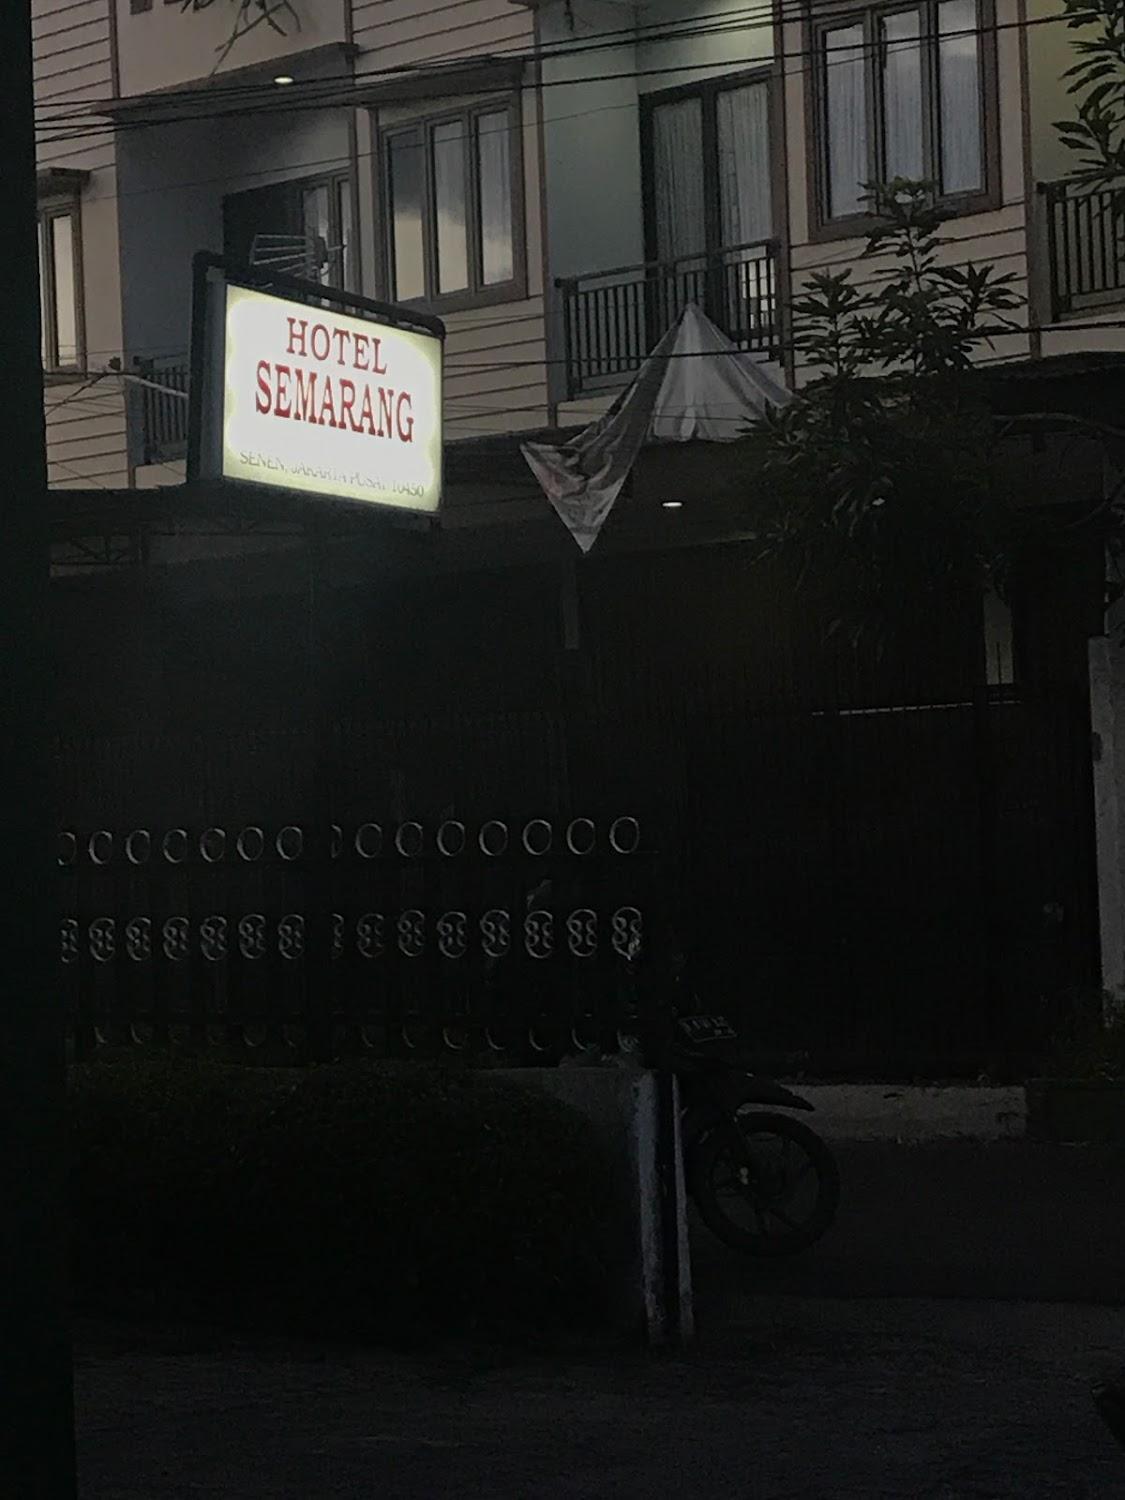 HOTEL
SEMARANG
SENEN, JAKARTA PUSAT 10450